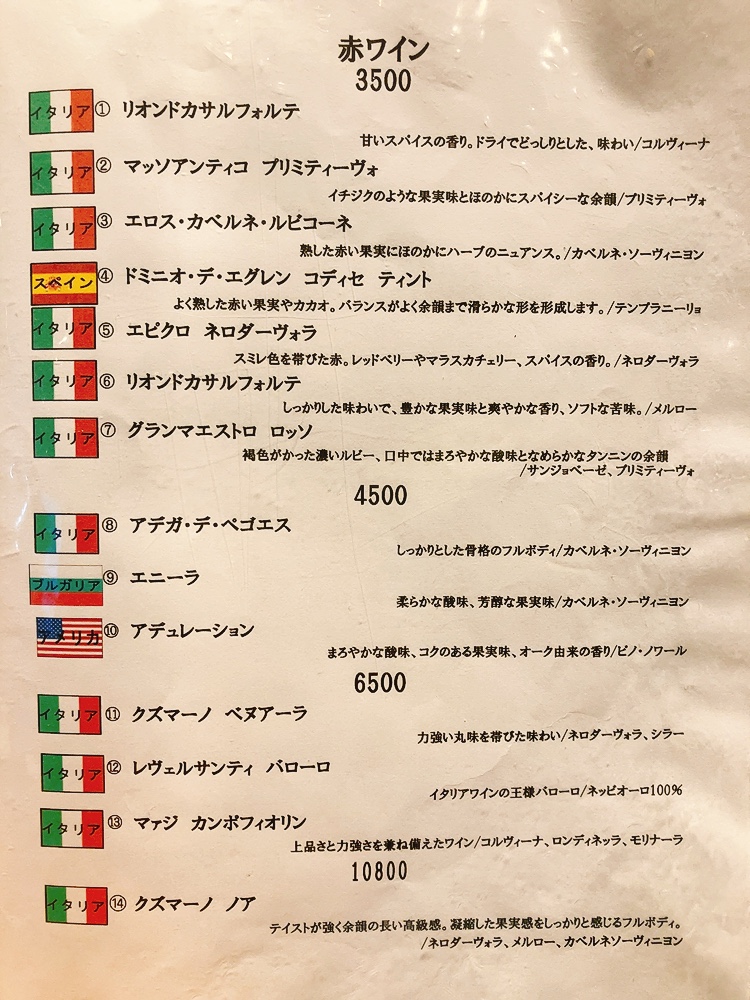 赤ワイン
3500
イタリア ① リオンドカサルフォルテ
甘いスパイスの香り。ドライでどっしりとした、味わい/コルヴィーナ
イタリア ② マッソアンティコ プリミティーヴォ
イチジクのような果実味とほのかにスパイシーな余韻/プリミティーヴォ
イタリア ③ エロス・カベルネ・ルビコーネ
熟した赤い果実にほのかにハーブのニュアンス。/カベルネ・ソーヴィニヨン
スペイン ④ ドミニオ・デ・エグレン コディセ ティント
よく熟した赤い果実やカカオ。バランスがよく余韻まで滑らかな形を形成します。/テンプラニーリョ
イタリア ⑤ エピクロ ネロダーヴォラ
スミレ色を帯びた赤。レッドベリーやマラスカチェリー、スパイスの香り。/ネロダーヴォラ
イタリア ⑥ リオンドカサルフォルテ
しっかりした味わいで、豊かな果実味と爽やかな香り、ソフトな苦味。/メルロー
イタリア ⑦ グランマエストロ ロッソ
褐色がかった濃いルビー、口中ではまろやかな酸味となめらかなタンニンの余韻
/サンジョベーゼ、プリミティーヴォ
4500
イタリア ⑧ アデガ・デ・ペゴエス
しっかりとした骨格のフルボディ/カベルネ・ソーヴィニヨン
ブルガリア ⑨ エニーラ
柔らかな酸味、芳醇な果実味/カベルネ・ソーヴィニヨン
アメリカ ⑩ アデュレーション
まろやかな酸味、コクのある果実味、オーク由来の香り/ピノ・ノワール
6500
イタリア ⑪ クズマーノ ベヌアーラ
力強い丸味を帯びた味わい/ネロダーヴォラ、シラー
イタリア ⑫ レヴェルサンティ バローロ
イタリアワインの王様バローロ/ネッビオーロ100%
イタリア ⑬ マァジ カンポフィオリン
上品さと力強さを兼ね備えたワイン/コルヴィーナ、ロンディネッラ、モリナーラ
10800
イタリア ⑭ クズマーノ ノア
テイストが強く余韻の長い高級感。凝縮した果実感をしっかりと感じるフルボディ。
/ネロダーヴォラ、メルロー、カベルネソーヴィニヨン